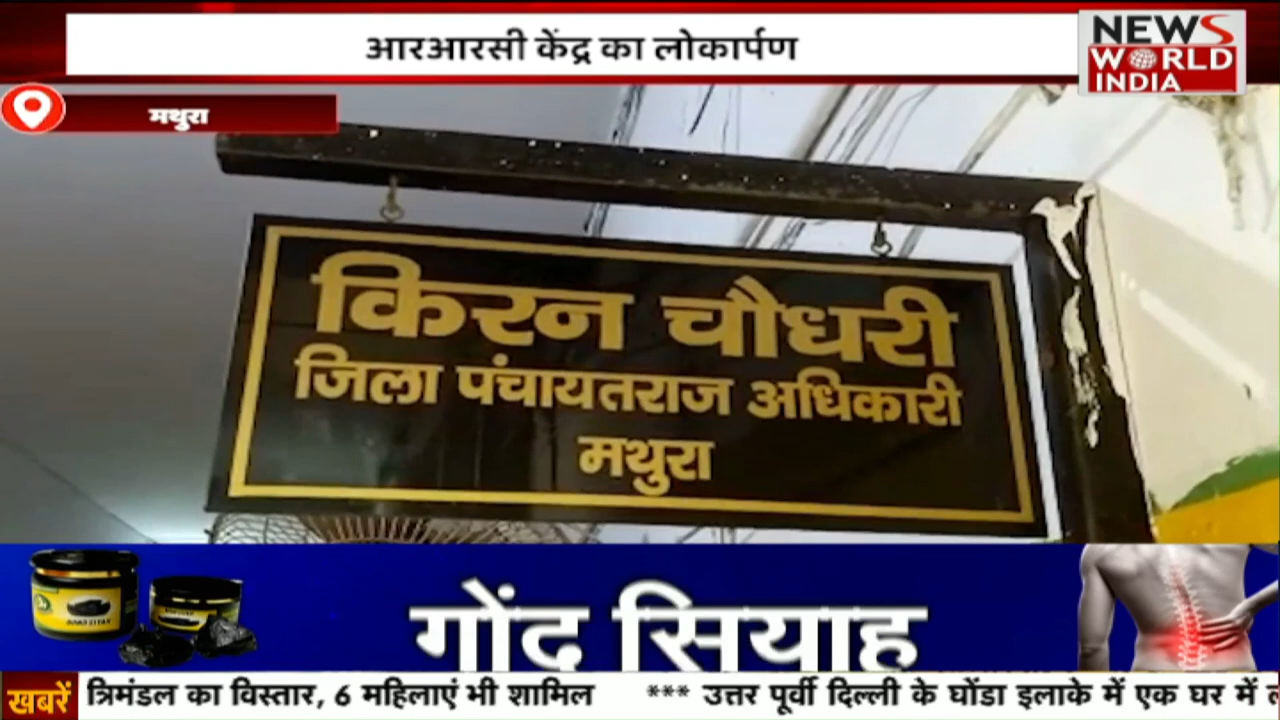 आरआरसी केंद्र का लोकार्पण
NEWS
WORLD
INDIA
मथुरा
किरन चौधरी
जिला पंचायतराज अधिकारी
मथुरा
गोंद सियाह
खबरें
त्रिमंडल का विस्तार, 6 महिलाएं भी शामिल *** उत्तर पूर्वी दिल्ली के घोंडा इलाके में एक घर में